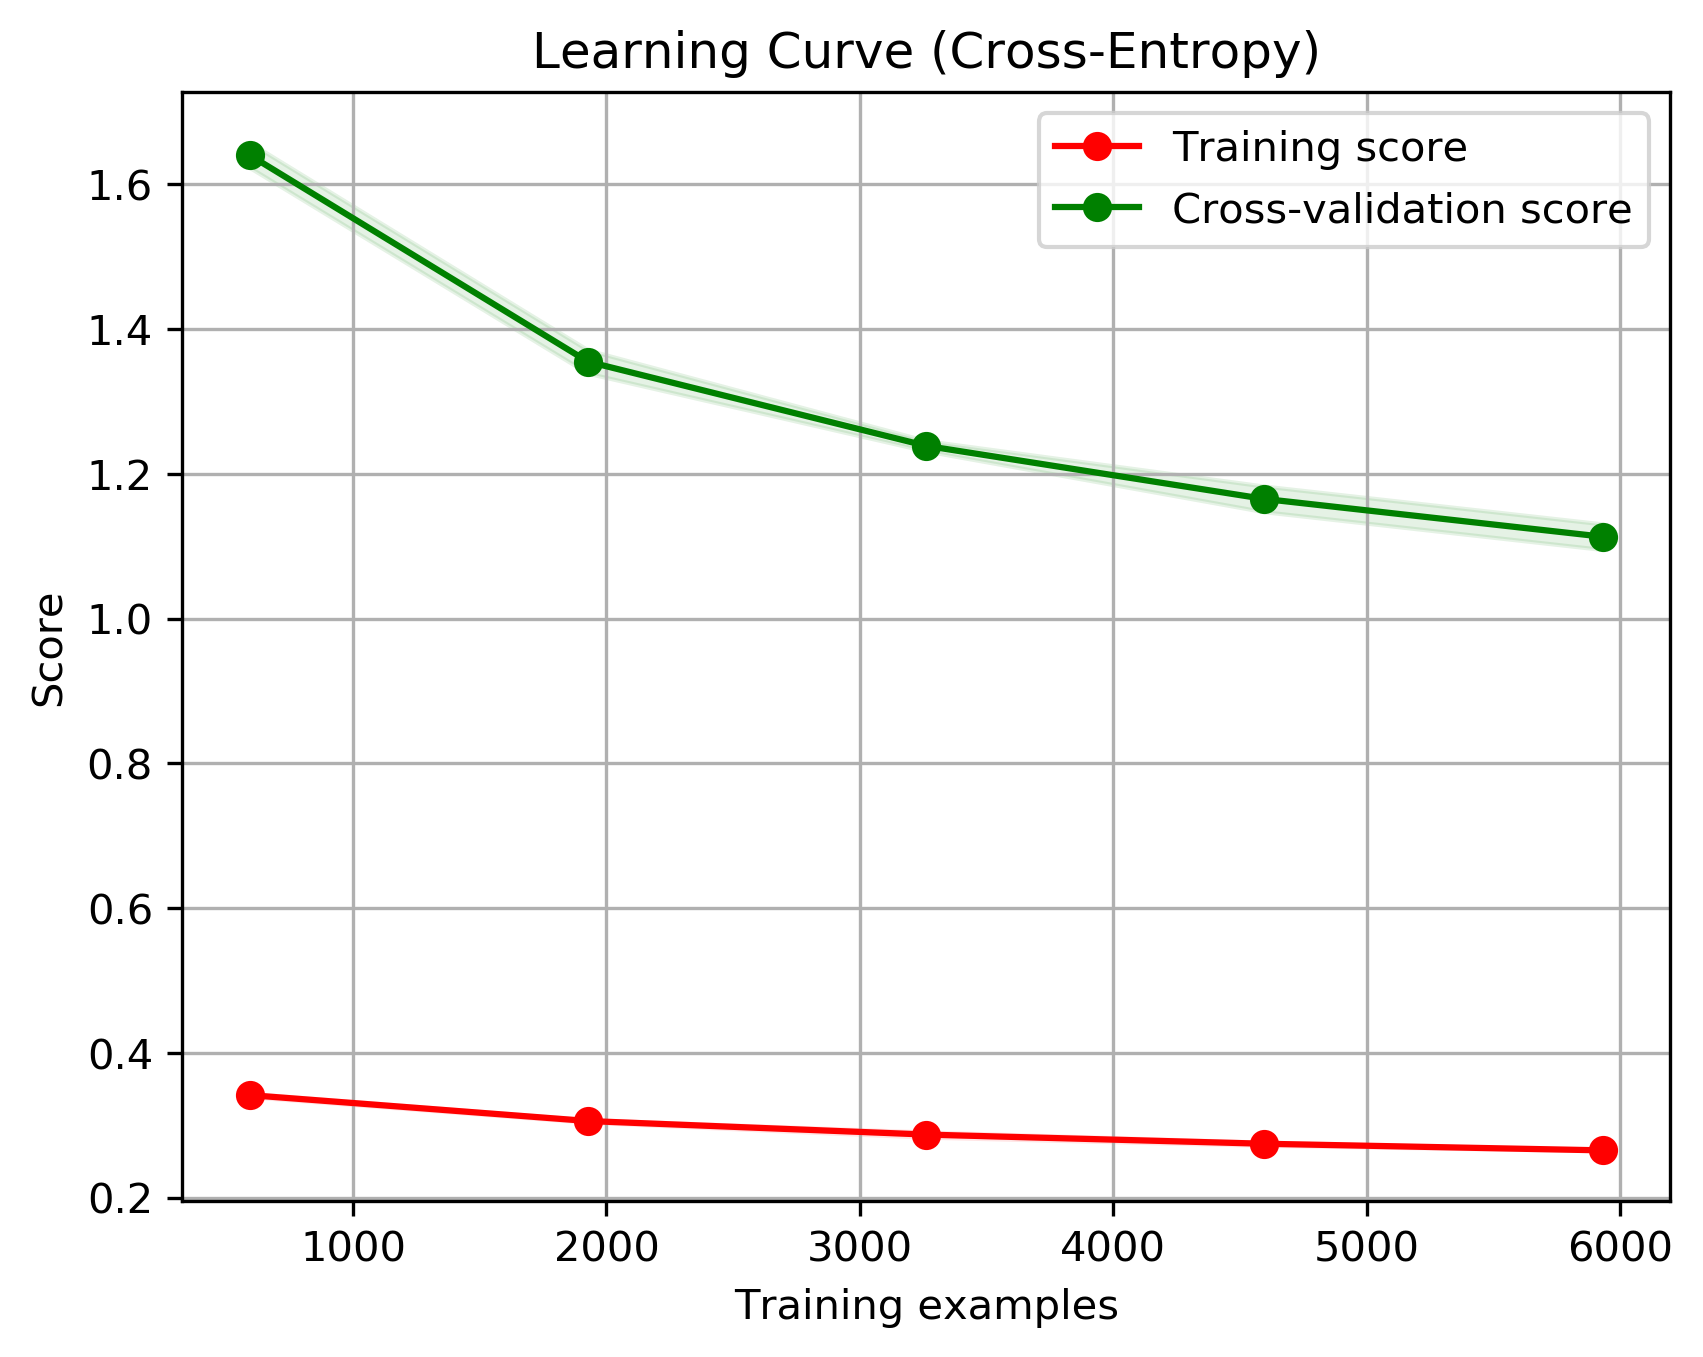 Learning Curve (Cross-Entropy)
Training score
Cross-validation score
1.6
1.4
1.2
1.0
0.8
0.6
0.4
0.2
Score
1000 2000 3000 4000 5000 6000
Training examples